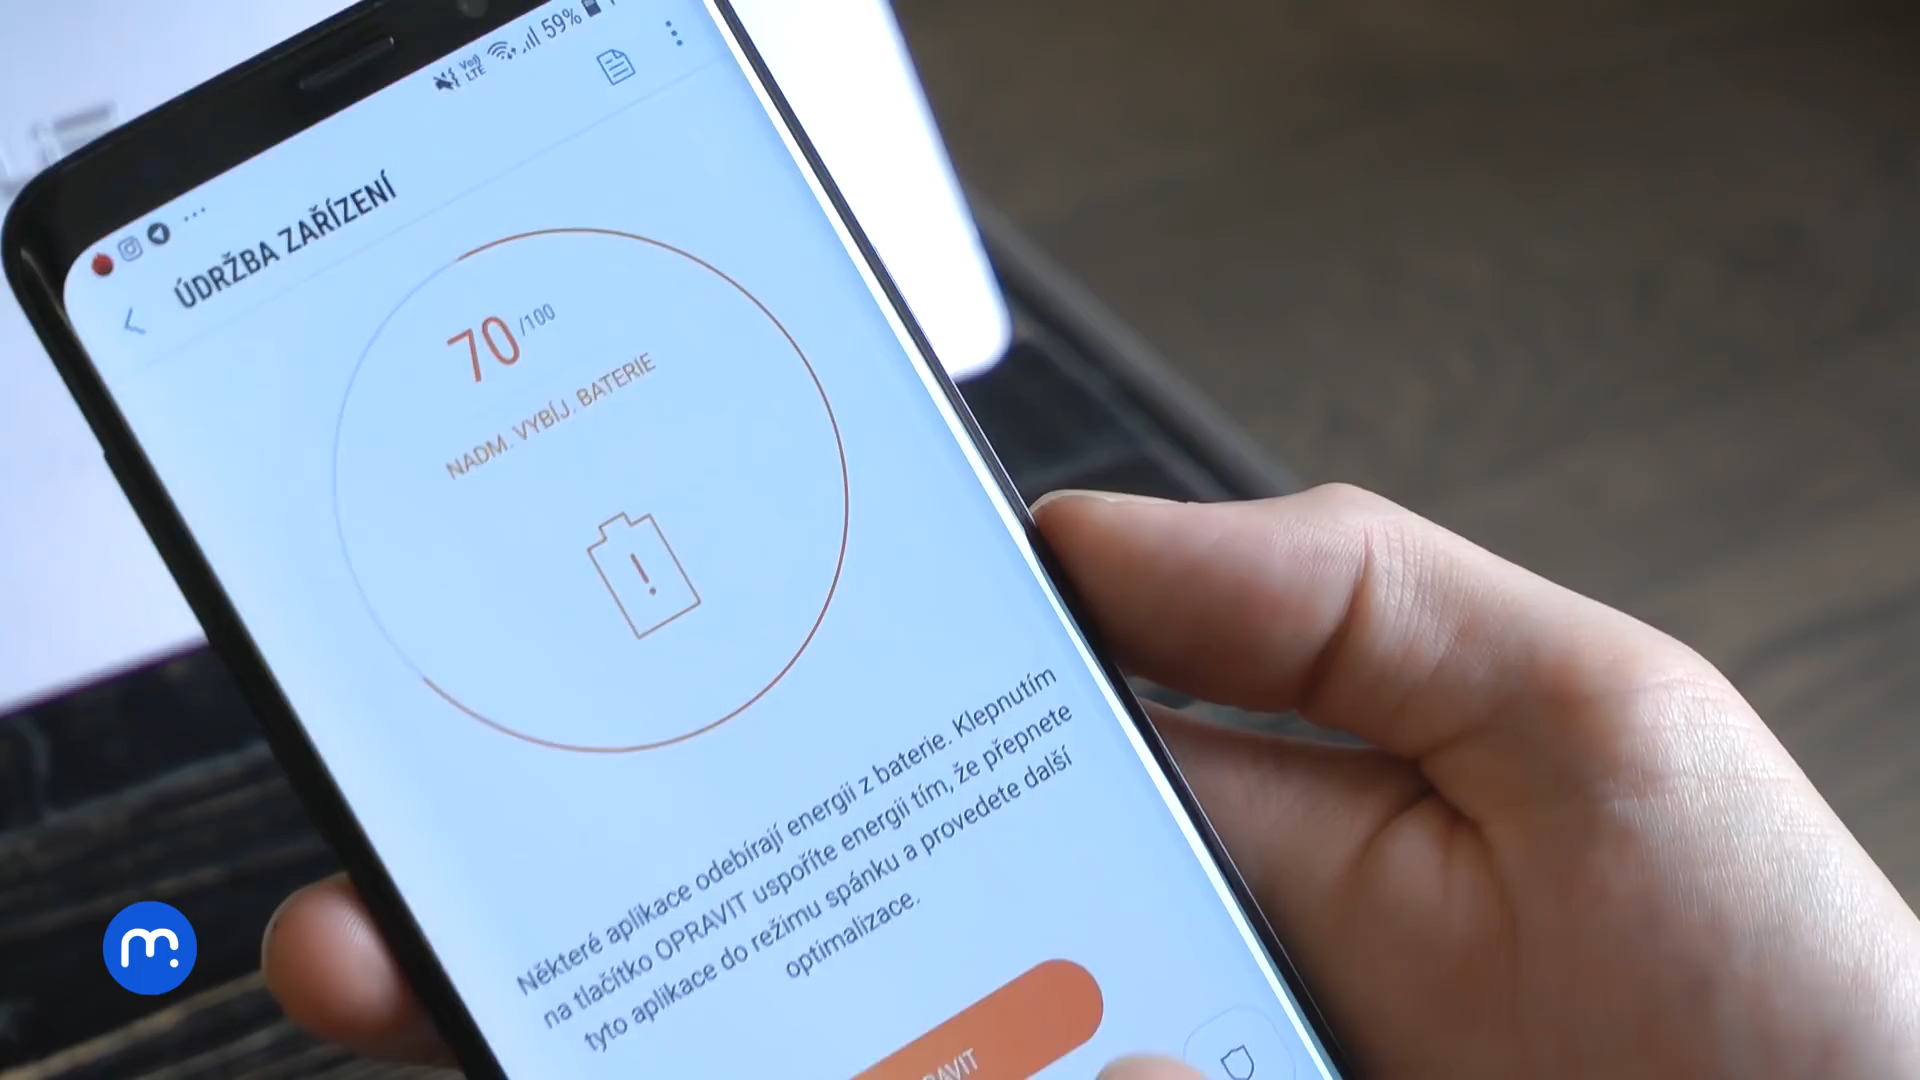 VoLTE 59%
ÚDRŽBA ZAŘÍZENÍ
70/100
NADM. VYBÍJ. BATERIE
!
Některé aplikace odebírají energii z baterie. Klepnutím
na tlačítko OPRAVIT uspoříte energii tím, že přepnete
tyto aplikace do režimu spánku a provedete další
optimalizace.
m.